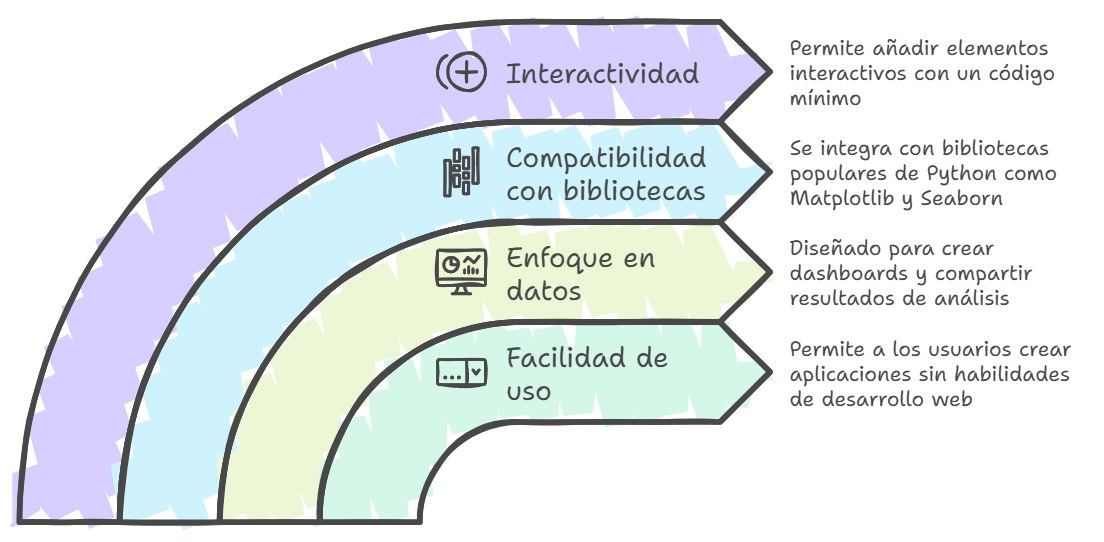 Interactividad
Permite añadir elementos
interactivos con un código
mínimo
Compatibilidad
con bibliotecas
Se integra con bibliotecas
populares de Python como
Matplotlib y Seaborn
Enfoque en
datos
Diseñado para crear
dashboards y compartir
resultados de análisis
Facilidad de
uso
Permite a los usuarios crear
aplicaciones sin habilidades
de desarrollo web